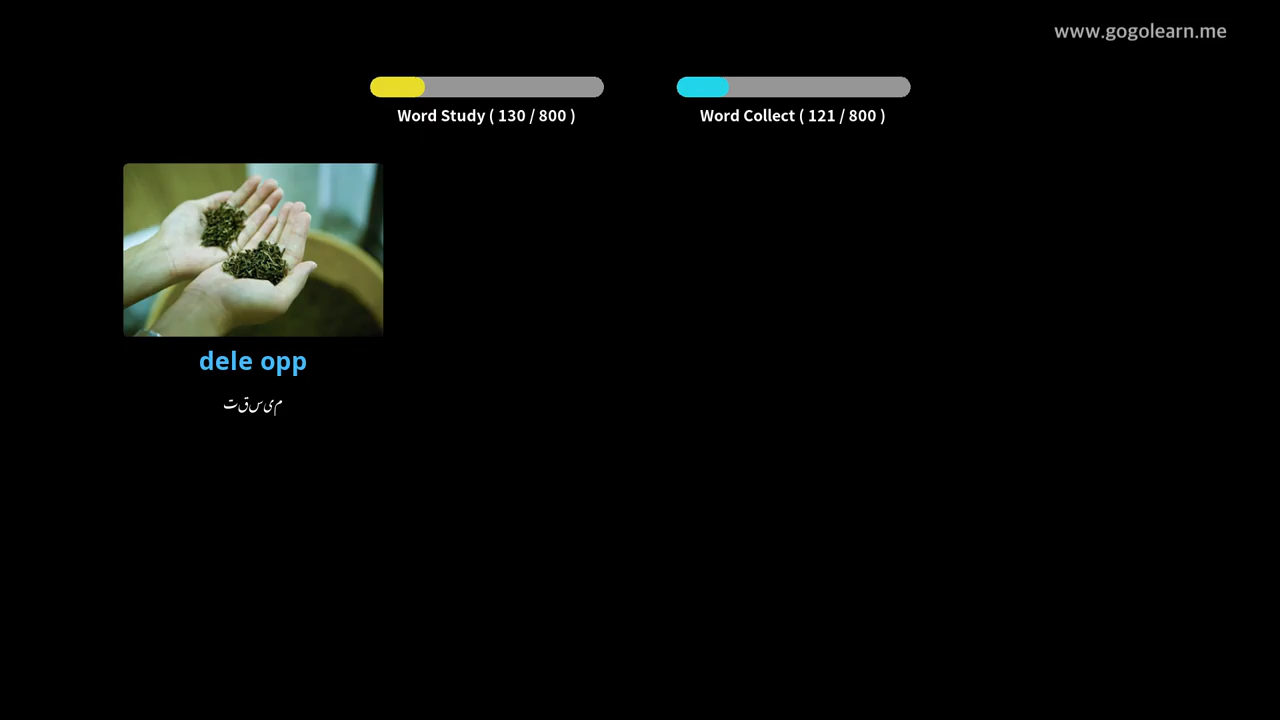 www.gogolearn.me
Word Study ( 130 / 800 )
Word Collect ( 121 / 800 )
dele opp
تقسیم